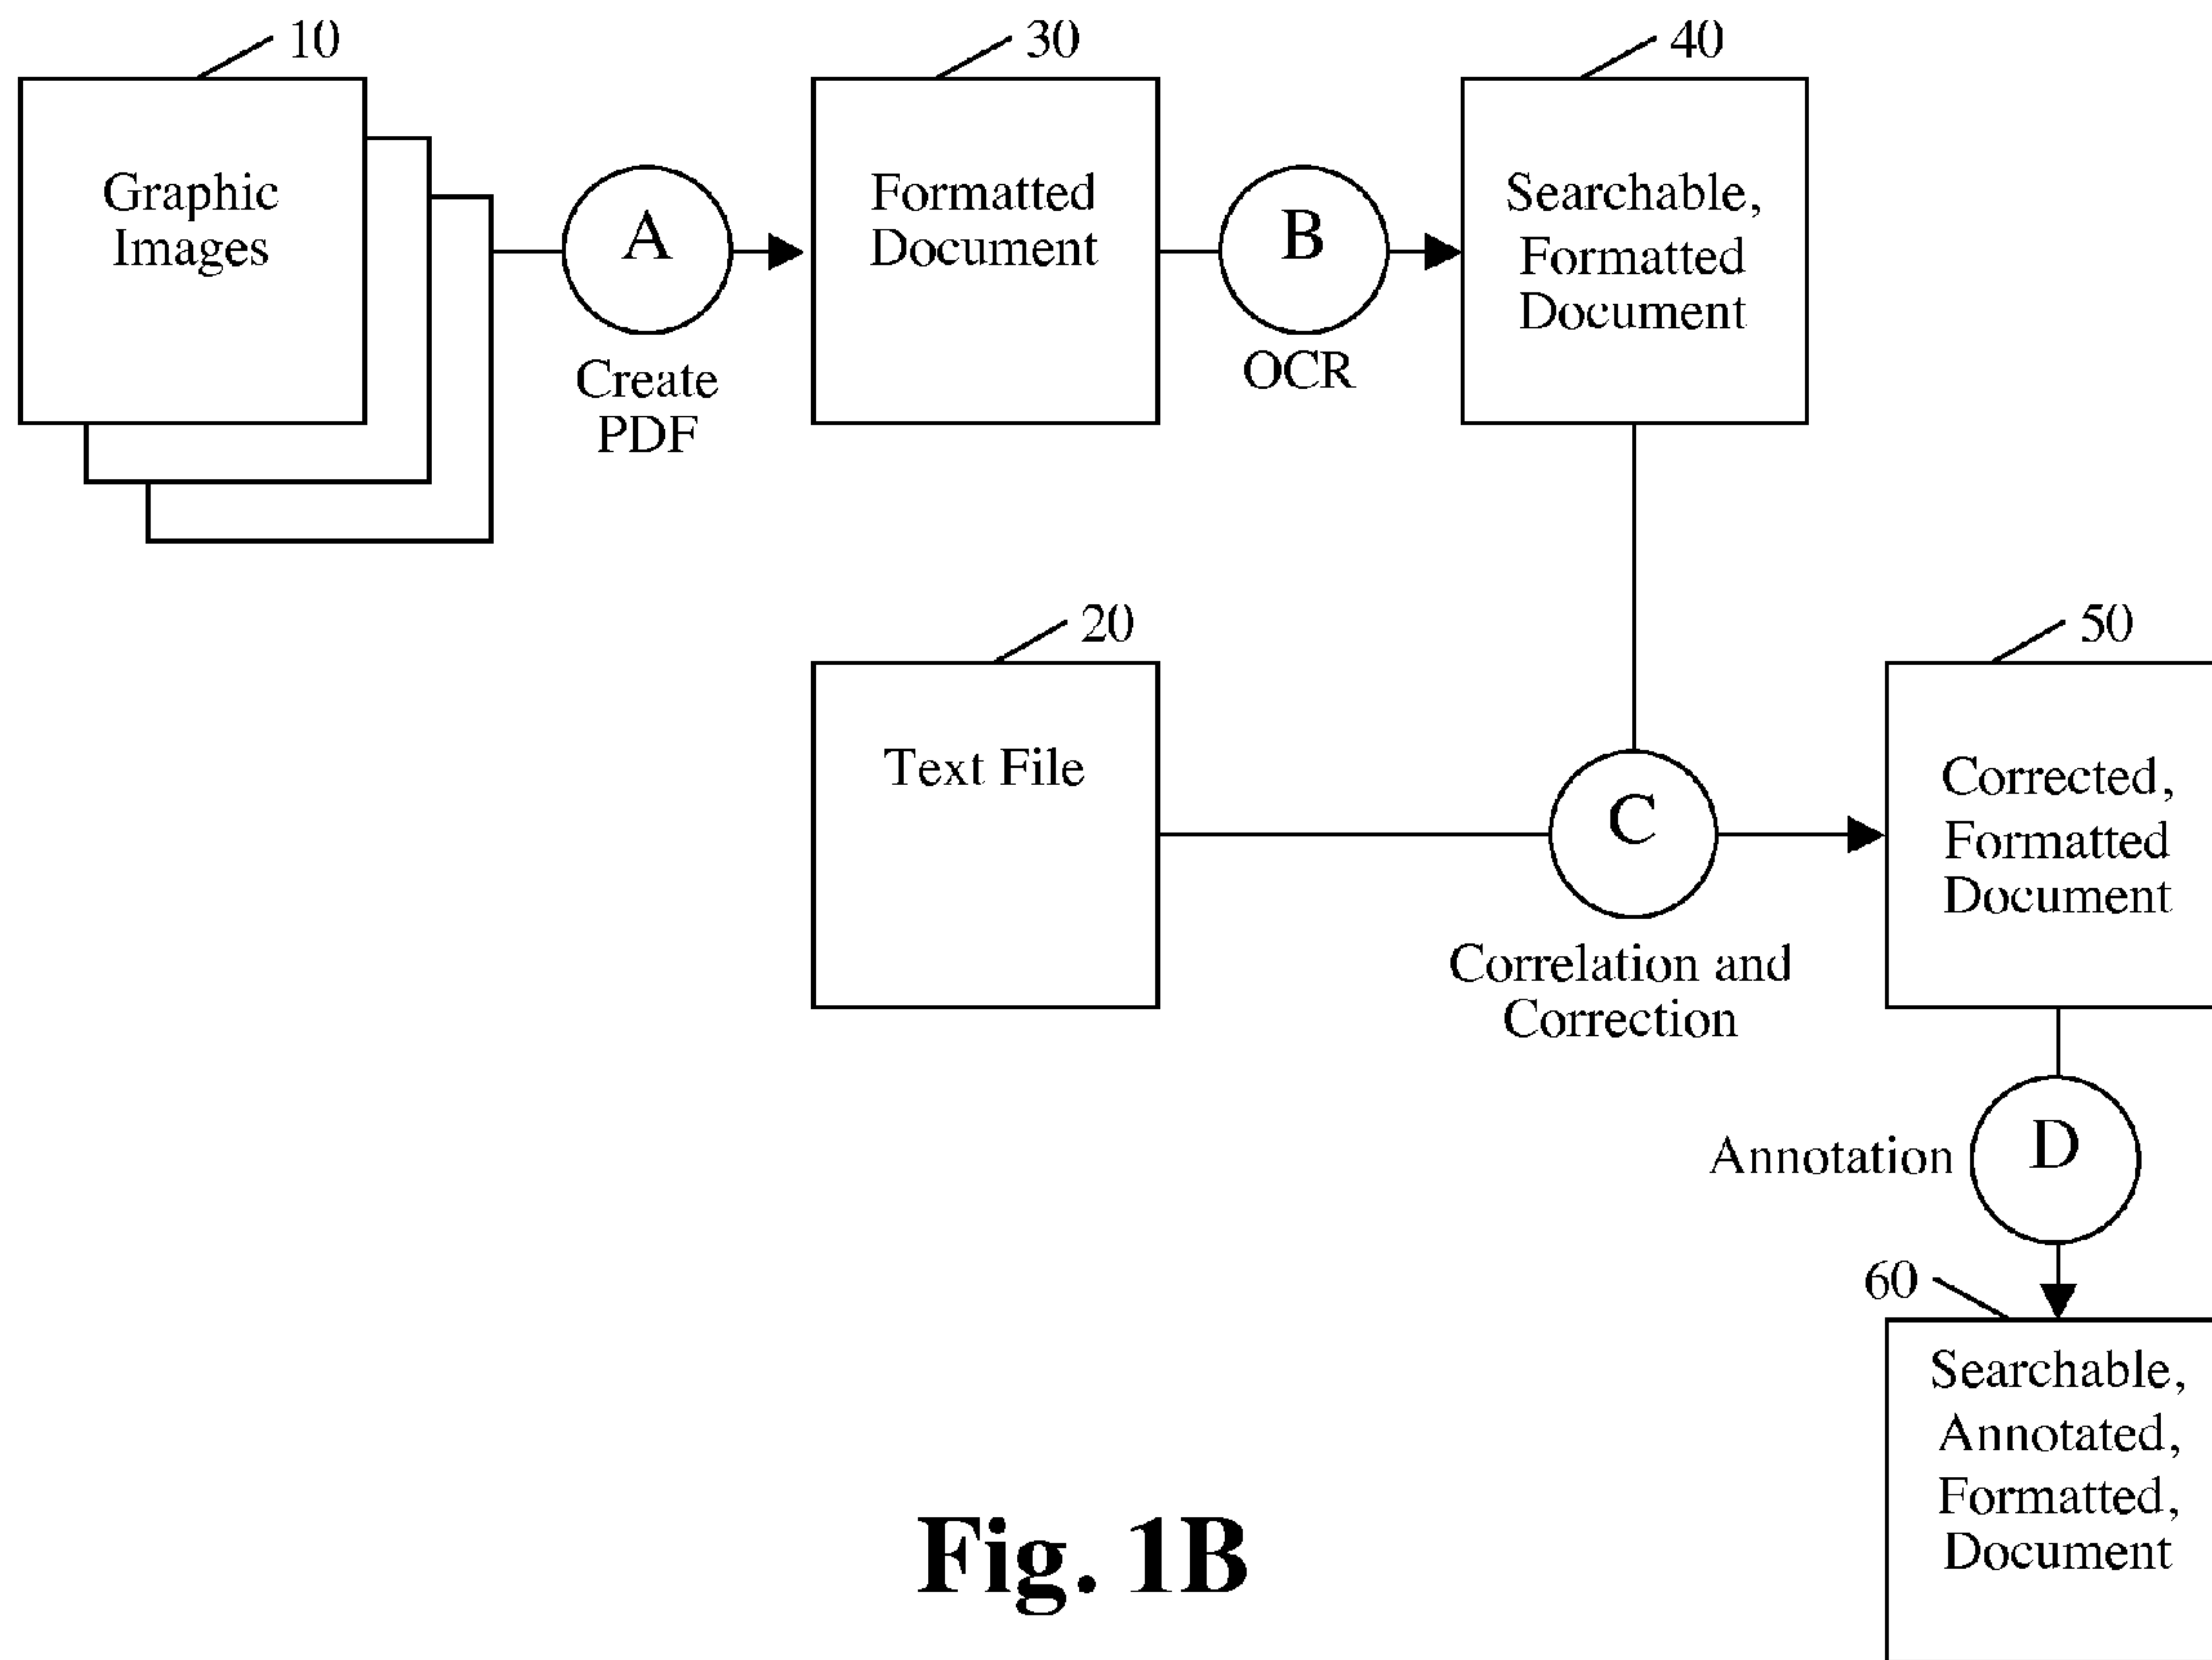 10
Graphic
Images
A
Create
PDF
30
Formatted
Document
B
OCR
40
Searchable,
Formatted
Document
20
Text File
C
Correlation and
Correction
50
Corrected,
Formatted
Document
D
Annotation
60
Searchable,
Annotated,
Formatted,
Document
Fig. 1B